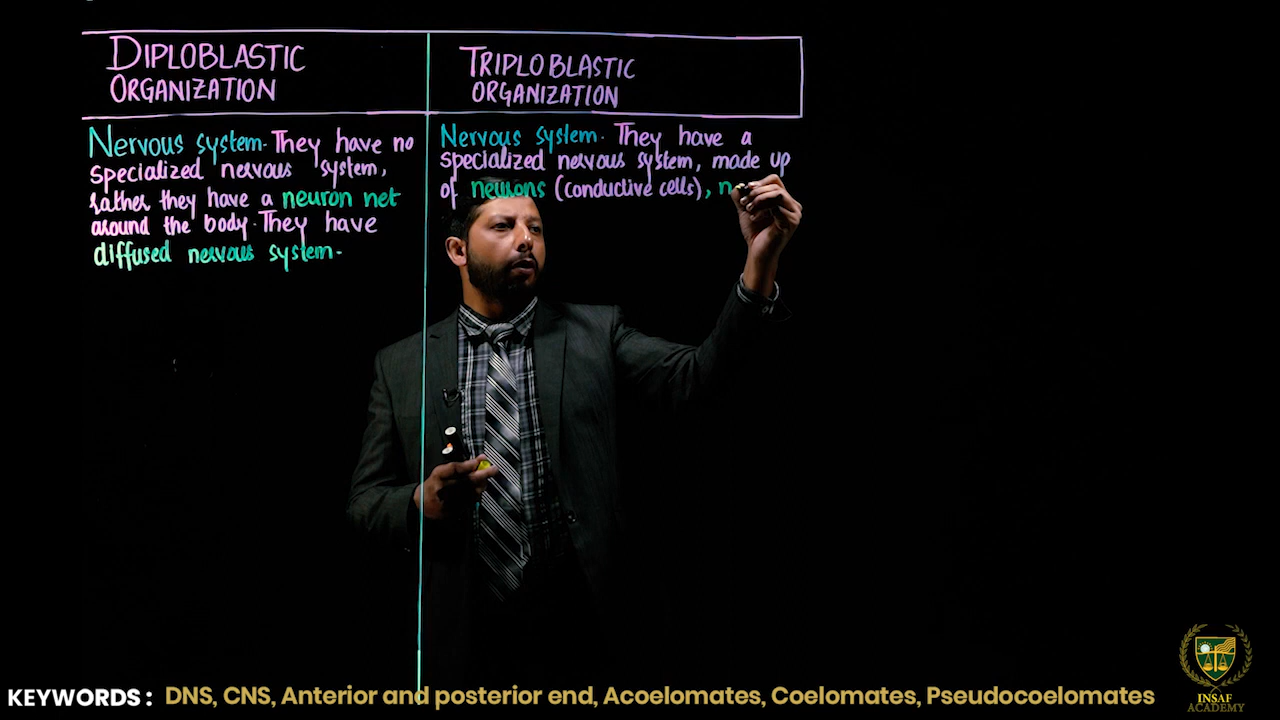 DIPLOBLASTIC
ORGANIZATION
TRIPLOBLASTIC
ORGANIZATION
Nervous system. They have no
specialized nervous system,
rather they have a neuron net
around the body. They have
diffused nervous system.
Nervous system. They have a
specialized nervous system, made up
of neurons (conductive cells), n
KEYWORDS: DNS, CNS, Anterior and posterior end, Acoelomates, Coelomates, Pseudocoelomates
INSAF
ACADEMY